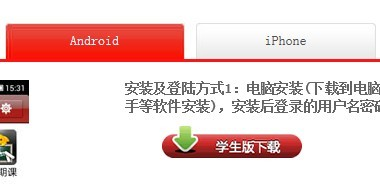 Android
iPhone
15:31
安装及登陆方式1：电脑安装(下载到电脑
手等软件安装)，安装后登录的用户名密码
学生版下载
期课